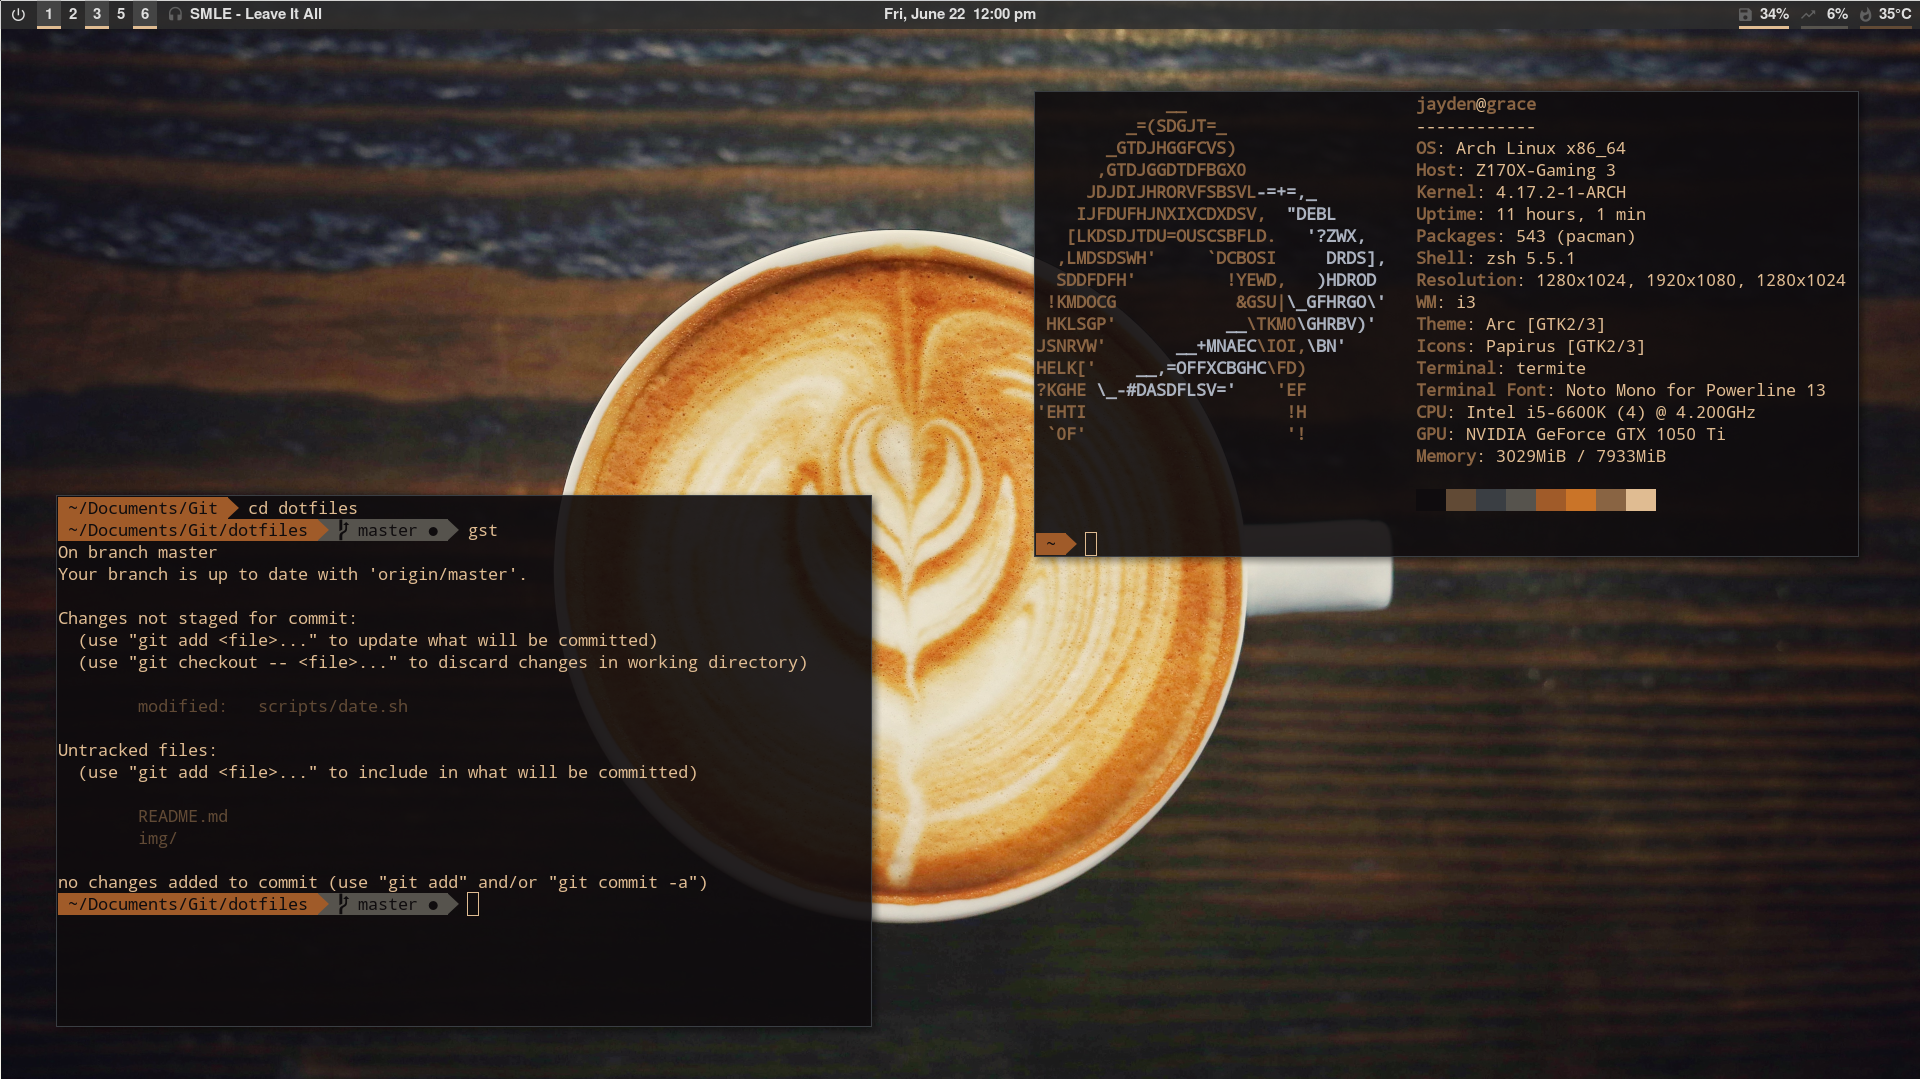 1 2 3 5 6 SMLE - Leave It All
Fri, June 22 12:00 pm
34% 6% 35°C
__
_=(SDGJT=_
_GTDJHGGFCVS)
,GTDJGGDTDFBGX0
JDJDIJHRORVFSBSVL-=+=,_
IJFDUFHJNXIXCDXDSV, "DEBL
[LKDSDJTDU=OUSCSBFLD. '?ZWX,
,LMDSDSWH' `DCBOSI DRDS],
SDDFDFH' !YEWD, )HDROD
!KMDOCG &GSU|\_GFHRGO\'
HKLSGP' __\TKM0\GHRBV)'
JSNRVW' __+MNAEC\IOI,\BN'
HELK[' __,=OFFXCBGHC\FD)
?KGHE \_-#DASDFLSV=' 'EF
'EHTI !H
`0F' '!
jayden@grace
------------
OS: Arch Linux x86_64
Host: Z170X-Gaming 3
Kernel: 4.17.2-1-ARCH
Uptime: 11 hours, 1 min
Packages: 543 (pacman)
Shell: zsh 5.5.1
Resolution: 1280x1024, 1920x1080, 1280x1024
WM: i3
Theme: Arc [GTK2/3]
Icons: Papirus [GTK2/3]
Terminal: termite
Terminal Font: Noto Mono for Powerline 13
CPU: Intel i5-6600K (4) @ 4.200GHz
GPU: NVIDIA GeForce GTX 1050 Ti
Memory: 3029MiB / 7933MiB
~
~/Documents/Git cd dotfiles
~/Documents/Git/dotfiles master ● gst
On branch master
Your branch is up to date with 'origin/master'.
Changes not staged for commit:
(use "git add <file>..." to update what will be committed)
(use "git checkout -- <file>..." to discard changes in working directory)
modified: scripts/date.sh
Untracked files:
(use "git add <file>..." to include in what will be committed)
README.md
img/
no changes added to commit (use "git add" and/or "git commit -a")
~/Documents/Git/dotfiles master ●